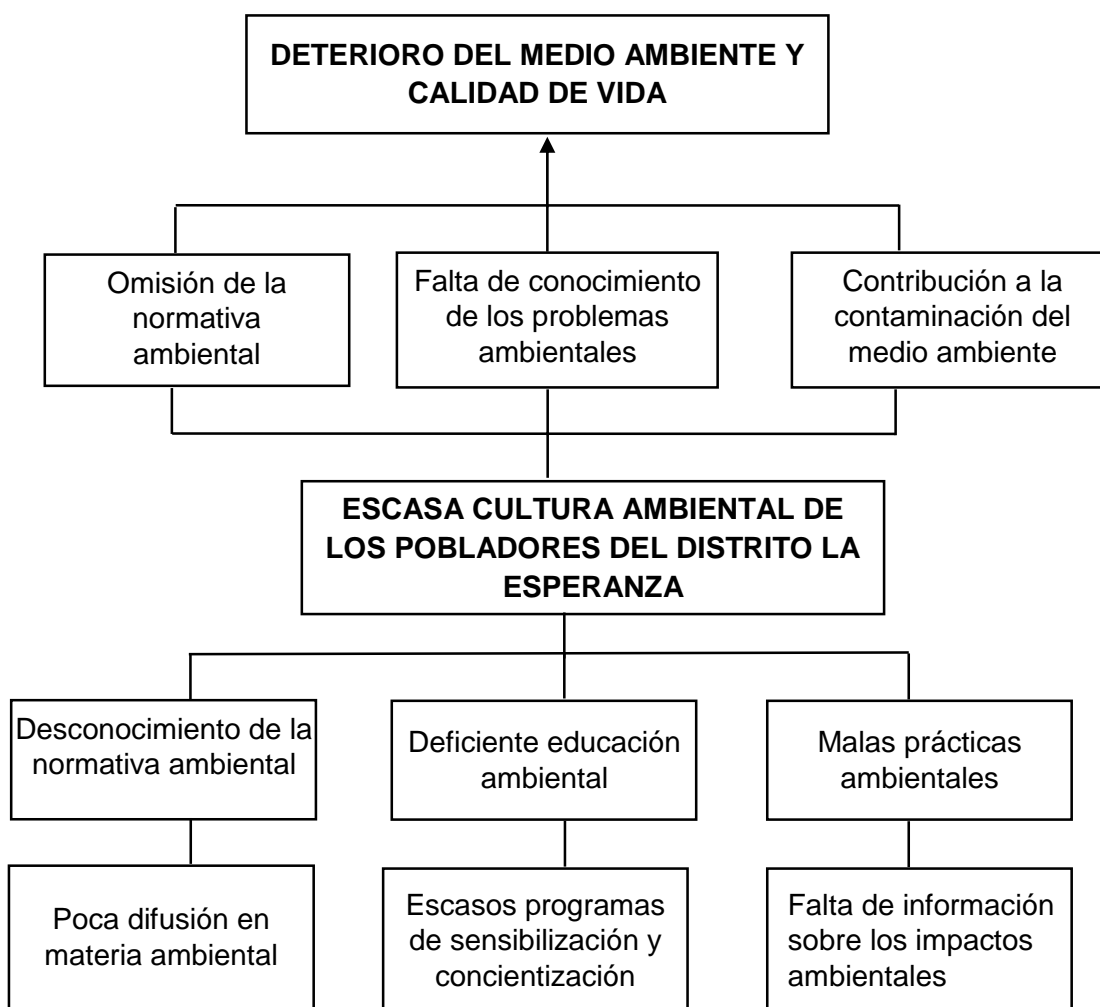 DETERIORO DEL MEDIO AMBIENTE Y
CALIDAD DE VIDA
Omisión de la
normativa
ambiental
Falta de conocimiento
de los problemas
ambientales
Contribución a la
contaminación del
medio ambiente
ESCASA CULTURA AMBIENTAL DE
LOS POBLADORES DEL DISTRITO LA
ESPERANZA
Desconocimiento de la
normativa ambiental
Deficiente educación
ambiental
Malas prácticas
ambientales
Poca difusión en
materia ambiental
Escasos programas
de sensibilización y
concientización
Falta de información
sobre los impactos
ambientales